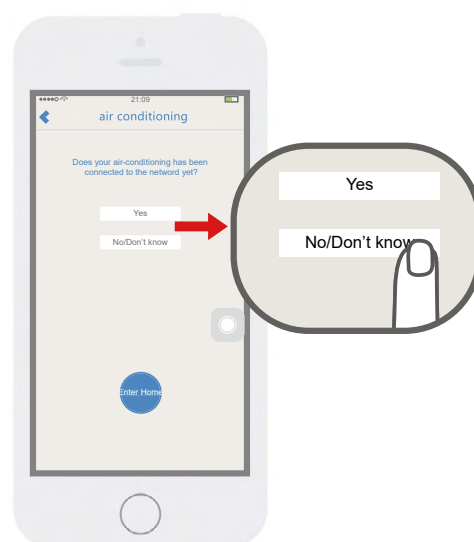 21:09
air conditioning
Does your air-conditioning has been
connected to the netword yet?
Yes
No/Don't know
Enter Home
Yes
No/Don't know